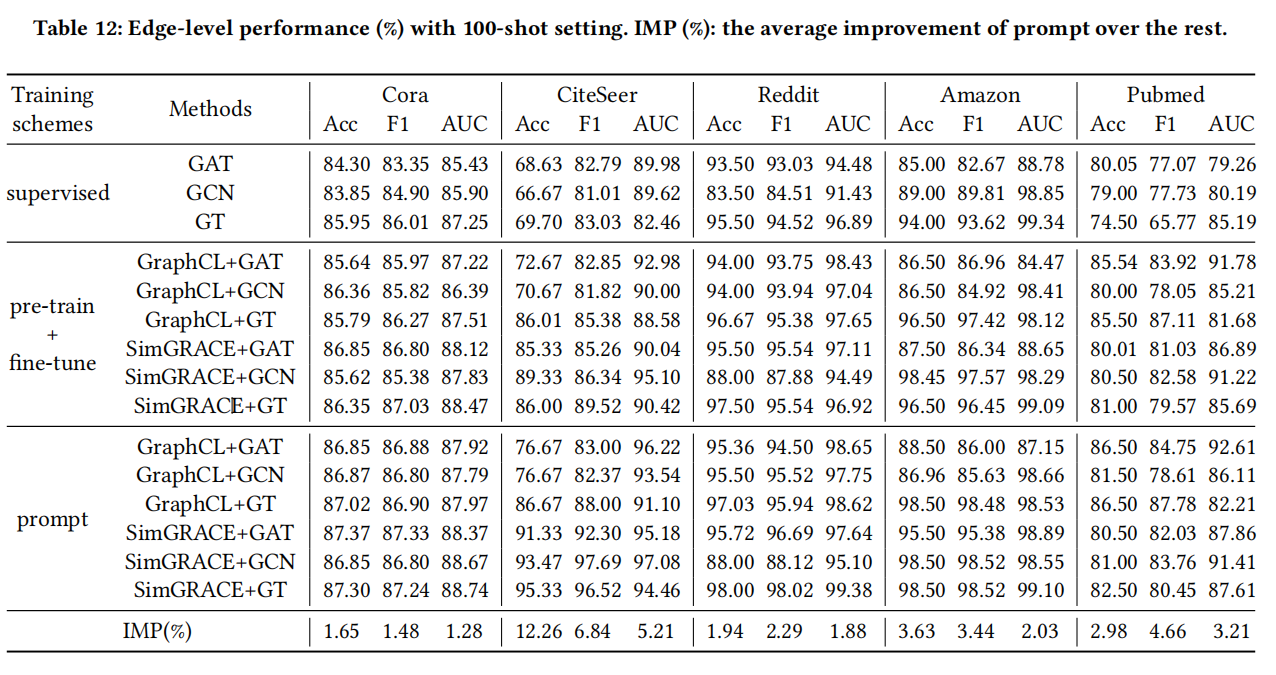 Table 12: Edge-level performance (%) with 100-shot setting. IMP (%): the average improvement of prompt over the rest.
Training schemes Methods Cora CiteSeer Reddit Amazon Pubmed
Acc F1 AUC Acc F1 AUC Acc F1 AUC Acc F1 AUC Acc F1 AUC
supervised
GAT 84.30 83.35 85.43 68.63 82.79 89.98 93.50 93.03 94.48 85.00 82.67 88.78 80.05 77.07 79.26
GCN 83.85 84.90 85.90 66.67 81.01 89.62 83.50 84.51 91.43 89.00 89.81 98.85 79.00 77.73 80.19
GT 85.95 86.01 87.25 69.70 83.03 82.46 95.50 94.52 96.89 94.00 93.62 99.34 74.50 65.77 85.19
pre-train
+
fine-tune
GraphCL+GAT 85.64 85.97 87.22 72.67 82.85 92.98 94.00 93.75 98.43 86.50 86.96 84.47 85.54 83.92 91.78
GraphCL+GCN 86.36 85.82 86.39 70.67 81.82 90.00 94.00 93.94 97.04 86.50 84.92 98.41 80.00 78.05 85.21
GraphCL+GT 85.79 86.27 87.51 86.01 85.38 88.58 96.67 95.38 97.65 96.50 97.42 98.12 85.50 87.11 81.68
SimGRACE+GAT 86.85 86.80 88.12 85.33 85.26 90.04 95.50 95.54 97.11 87.50 86.34 88.65 80.01 81.03 86.89
SimGRACE+GCN 85.62 85.38 87.83 89.33 86.34 95.10 88.00 87.88 94.49 98.45 97.57 98.29 80.50 82.58 91.22
SimGRACE+GT 86.35 87.03 88.47 86.00 89.52 90.42 97.50 95.54 96.92 96.50 96.45 99.09 81.00 79.57 85.69
prompt
GraphCL+GAT 86.85 86.88 87.92 76.67 83.00 96.22 95.36 94.50 98.65 88.50 86.00 87.15 86.50 84.75 92.61
GraphCL+GCN 86.87 86.80 87.79 76.67 82.37 93.54 95.50 95.52 97.75 86.96 85.63 98.66 81.50 78.61 86.11
GraphCL+GT 87.02 86.90 87.97 86.67 88.00 91.10 97.03 95.94 98.62 98.50 98.48 98.53 86.50 87.78 82.21
SimGRACE+GAT 87.37 87.33 88.37 91.33 92.30 95.18 95.72 96.69 97.64 95.50 95.38 98.89 80.50 82.03 87.86
SimGRACE+GCN 86.85 86.80 88.67 93.47 97.69 97.08 88.00 88.12 95.10 98.50 98.52 98.55 81.00 83.76 91.41
SimGRACE+GT 87.30 87.24 88.74 95.33 96.52 94.46 98.00 98.02 99.38 98.50 98.52 99.10 82.50 80.45 87.61
IMP(%) 1.65 1.48 1.28 12.26 6.84 5.21 1.94 2.29 1.88 3.63 3.44 2.03 2.98 4.66 3.21